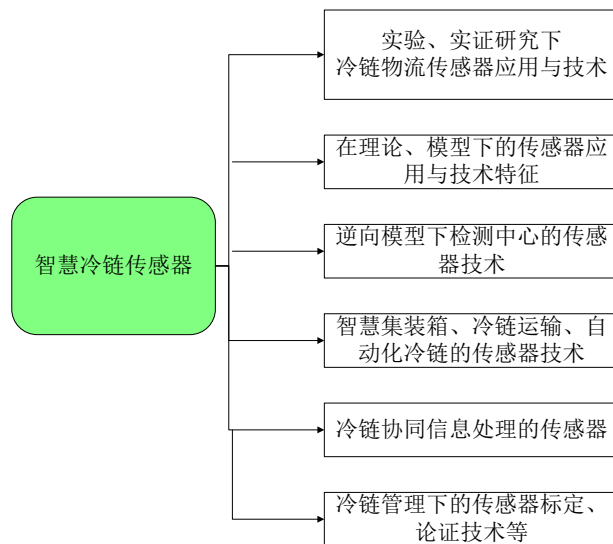 实验、实证研究下
冷链物流传感器应用与技术
在理论、模型下的传感器应
用与技术特征
逆向模型下检测中心的传感
器技术
智慧冷链传感器
智慧集装箱、冷链运输、自
动化冷链的传感器技术
冷链协同信息处理的传感器
冷链管理下的传感器标定、
论证技术等